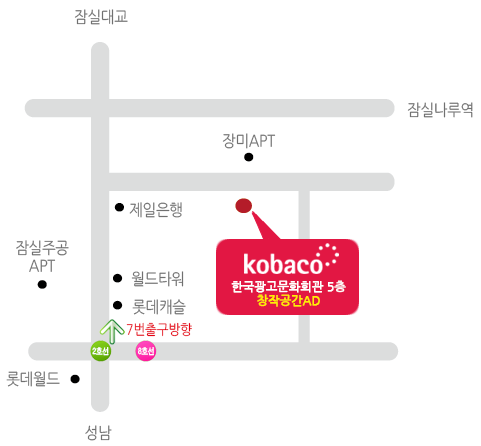 잠실대교
잠실나루역
장미APT
제일은행
잠실주공
APT
kobaco
한국광고문화회관 5층
창작공간AD
월드타워
롯데캐슬
7번출구방향
2호선
8호선
롯데월드
성남